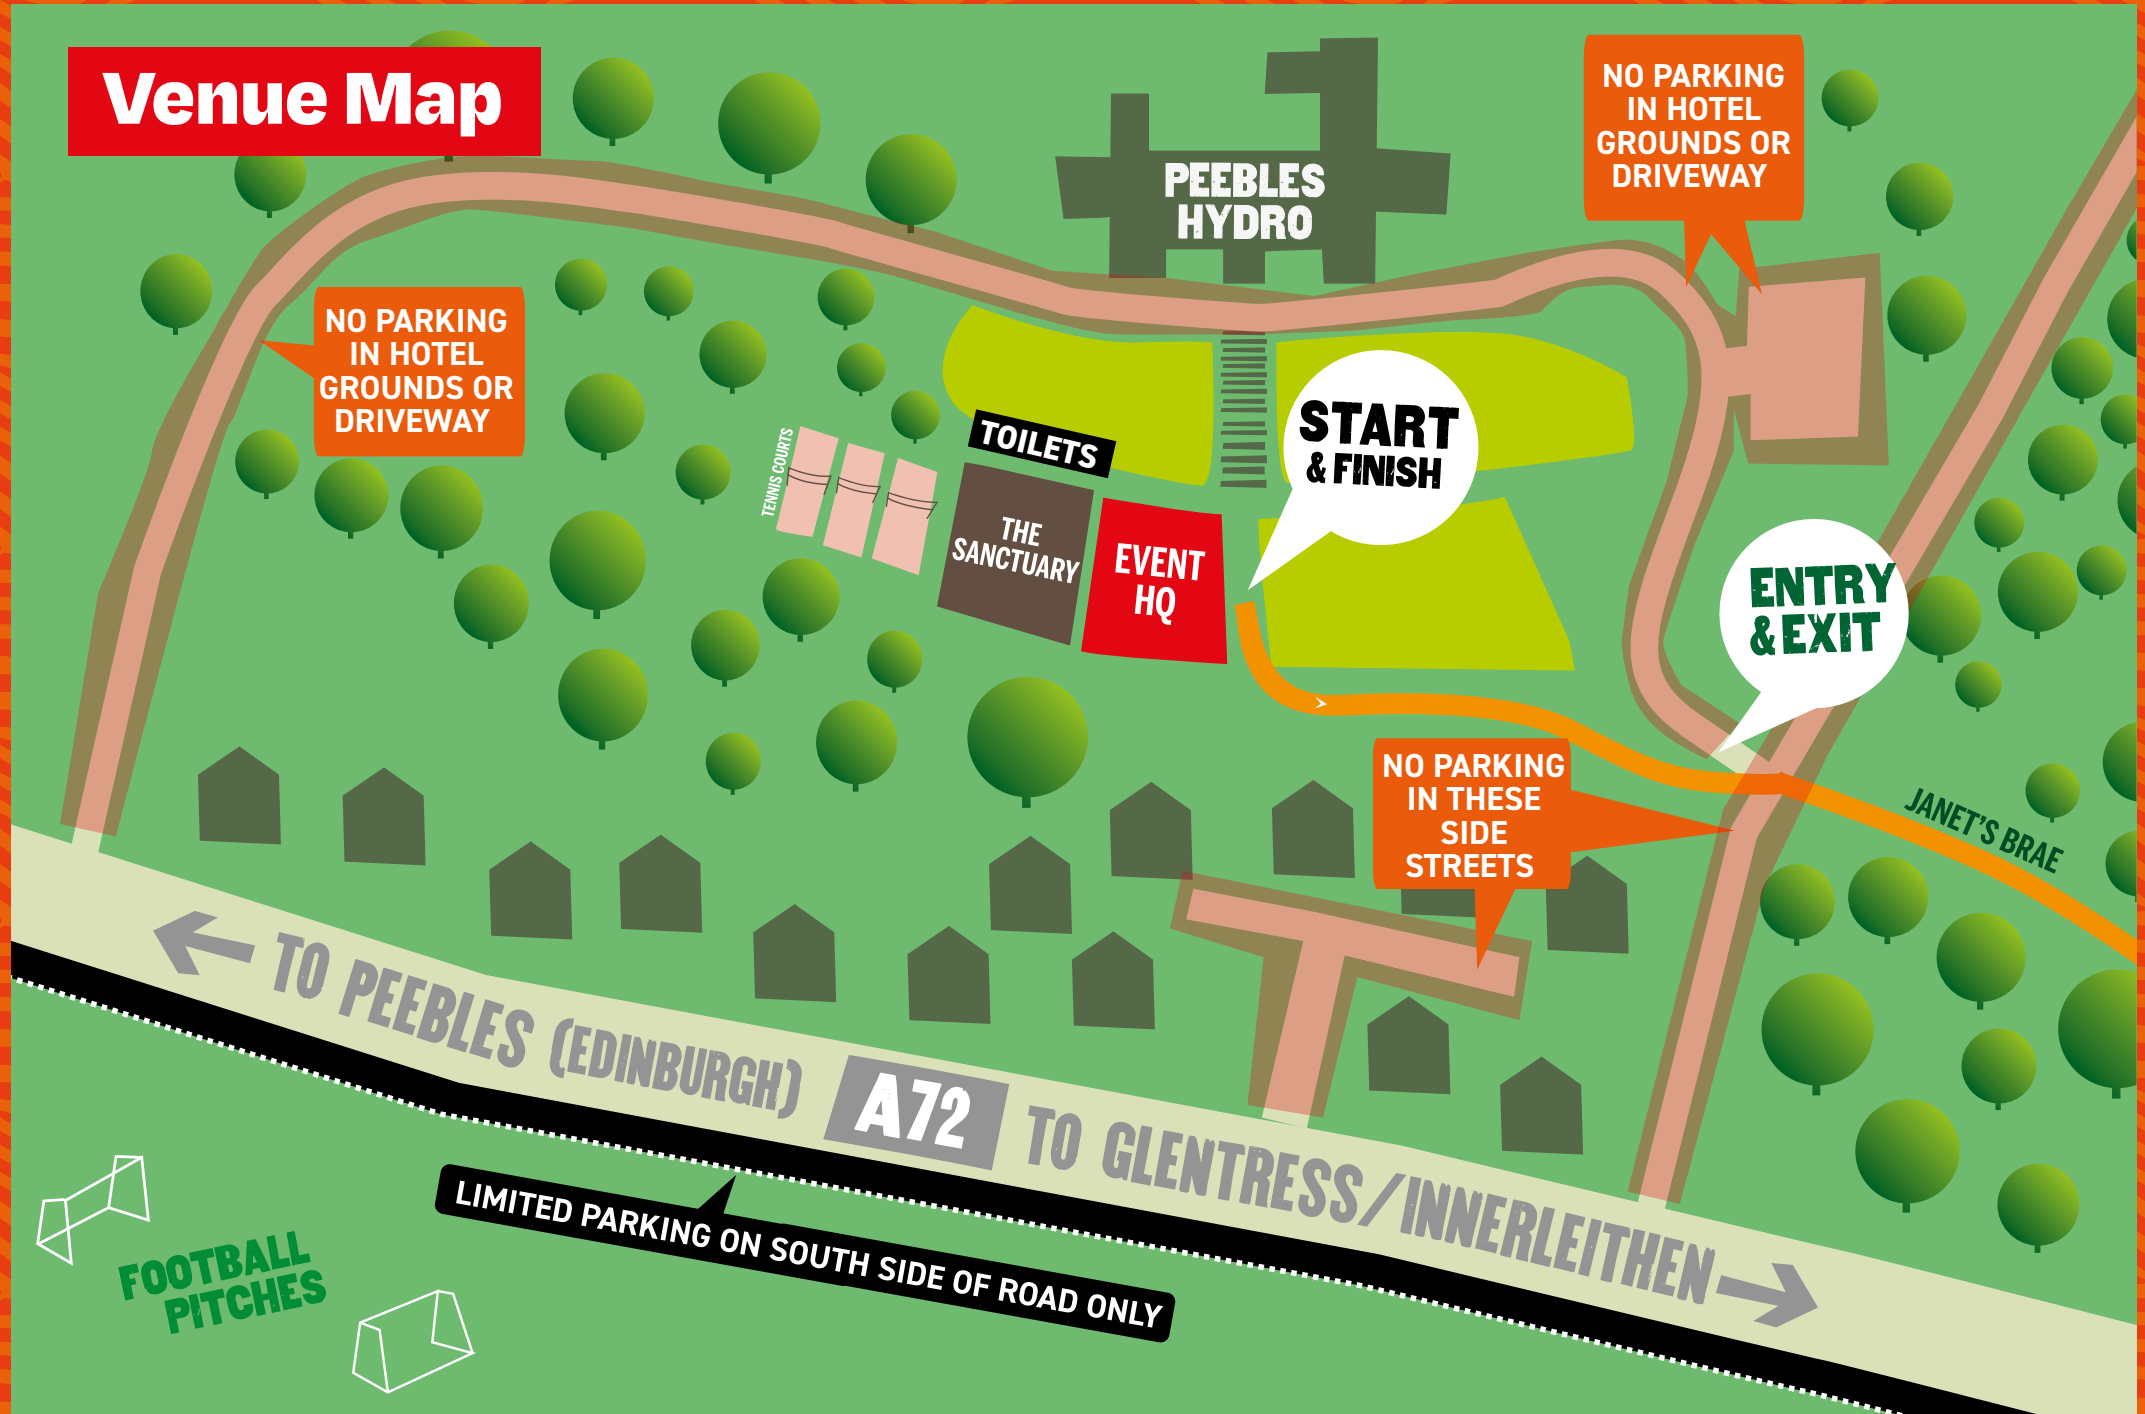 Venue Map
NO PARKING
IN HOTEL
GROUNDS OR
DRIVEWAY
PEEBLES
HYDRO
NO PARKING
IN HOTEL
GROUNDS OR
DRIVEWAY
TENNIS COURTS
TOILETS
THE
SANCTUARY
EVENT
HQ
START
& FINISH
ENTRY
& EXIT
NO PARKING
IN THESE
SIDE
STREETS
JANET'S BRAE
TO PEEBLES (EDINBURGH)
A72
TO GLENTRESS/INNERLEITHEN
LIMITED PARKING ON SOUTH SIDE OF ROAD ONLY
FOOTBALL
PITCHES